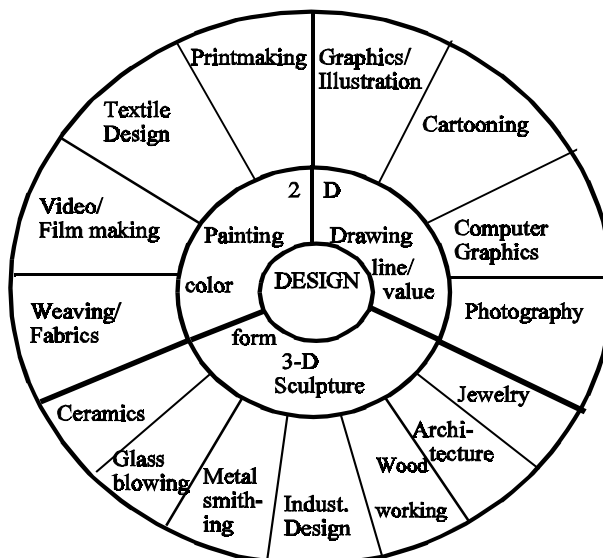 Printmaking
Graphics/
Illustration
Textile
Design
Cartooning
Video/
Film making
2 D
Painting
Drawing
Computer
Graphics
color
DESIGN
line/
value
Weaving/
Fabrics
Photography
form
3-D
Sculpture
Ceramics
Jewelry
Glass
blowing
Metal
smith-
ing
Indust.
Design
Wood
working
Archi-
tecture